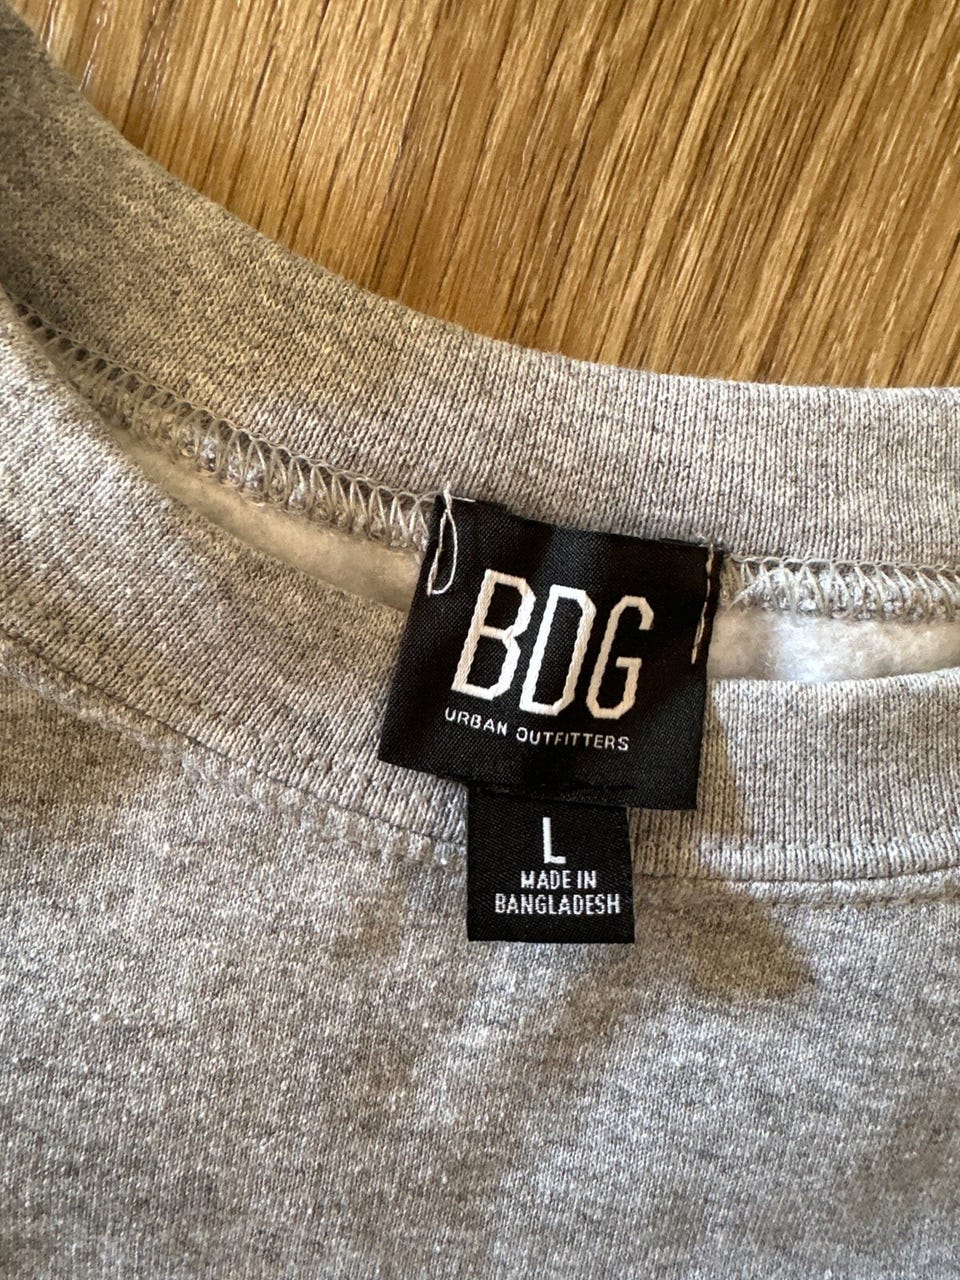 BDG
URBAN OUTFITTERS
L
MADE IN
BANGLADESH